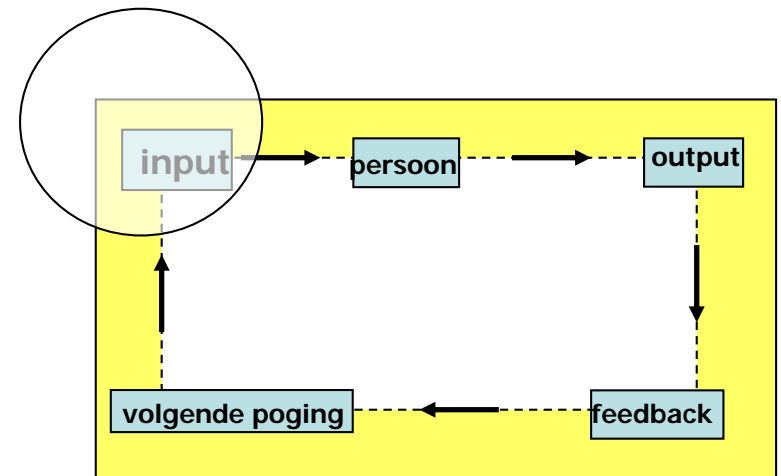 input
persoon
output
volgende poging
feedback